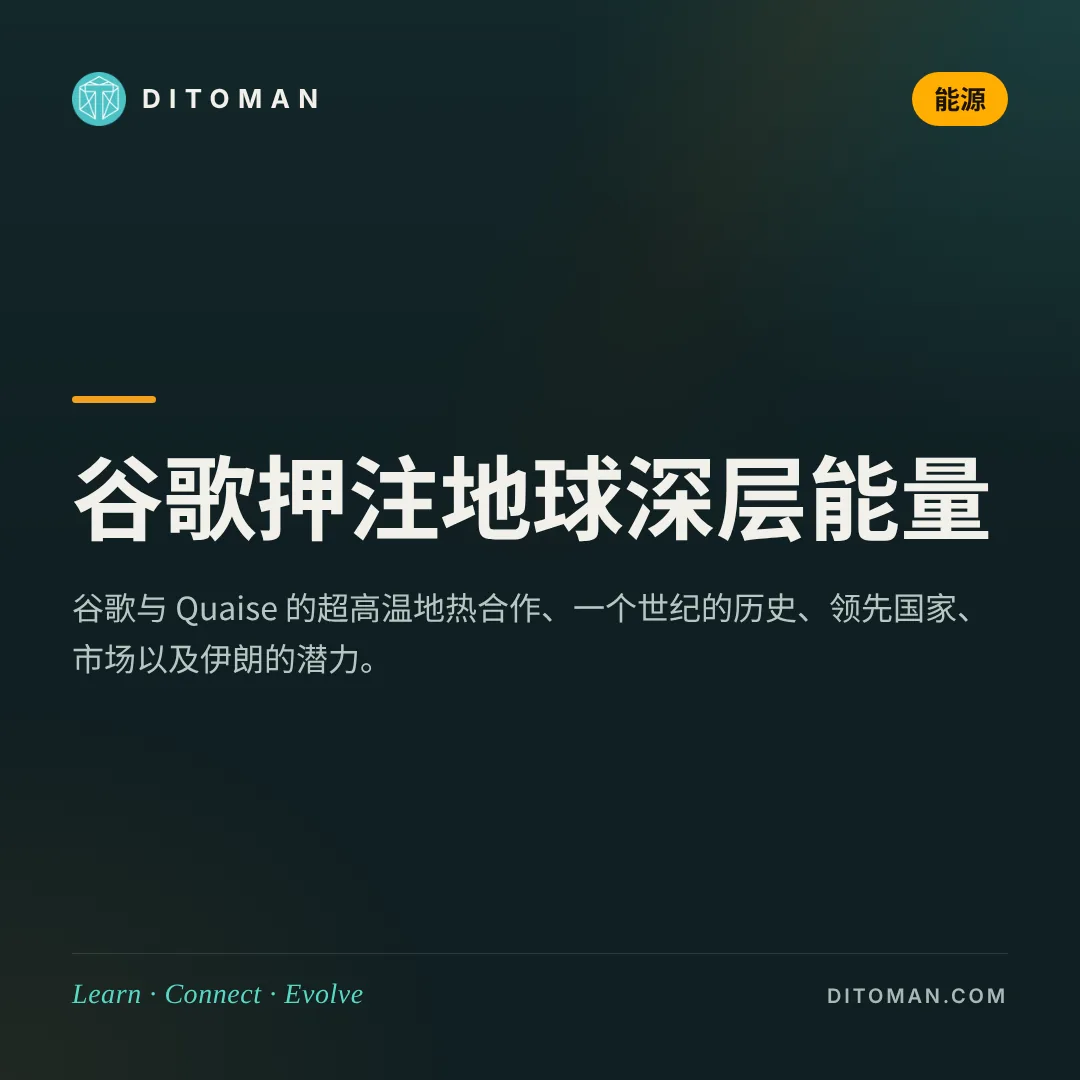 DITOMAN
能源
谷歌押注地球深层能量
谷歌与 Quaise 的超高温地热合作、一个世纪的历史、领先国家、
市场以及伊朗的潜力。
Learn · Connect · Evolve
DITOMAN.COM